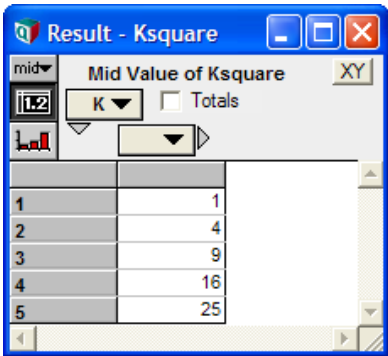 Result - Ksquare
mid Mid Value of Ksquare XY
1.2 K Totals
1 1
2 4
3 9
4 16
5 25